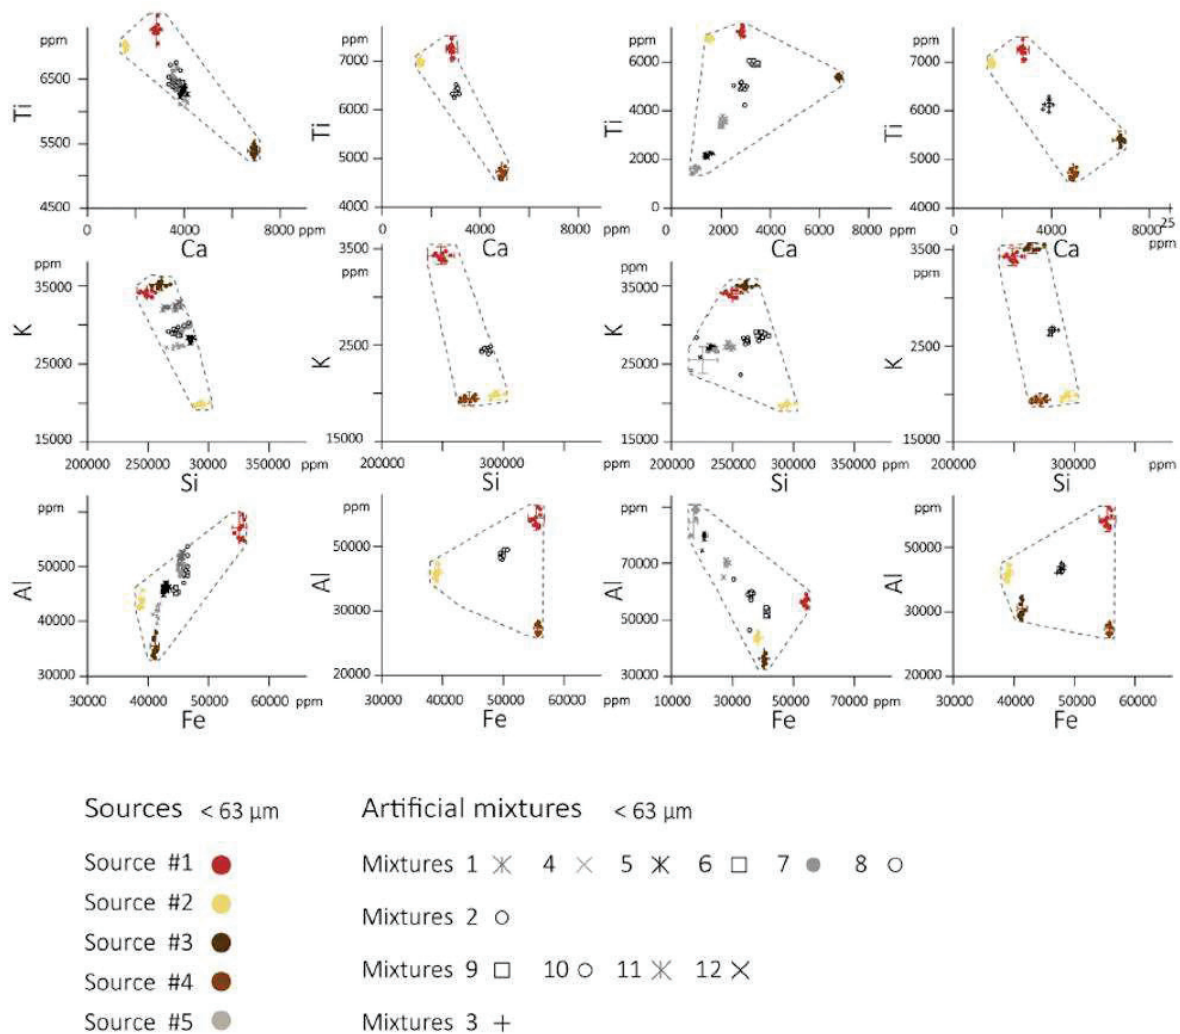 ppm
6500
Ti
5500
4500
0 4000 8000 ppm
Ca
ppm
7000
6000
Ti
5000
4000
0 4000 8000
Ca
ppm
6000
Ti
4000
2000
0
0 2000 4000 8000 ppm
Ca
ppm
7000
6000
Ti
5000
4000
0 4000 8000 25
ppm
Ca
ppm
35000
K
25000
15000
200000 250000 30000 350000 ppm
Si
3500
ppm
K
2500
15000
200000 300000 ppm
Si
ppm
35000
K
25000
15000
200000 250000 30000 350000 ppm
Si
3500
ppm
K
2500
15000
200000 300000 ppm
Si
ppm
50000
Al
40000
30000
30000 40000 50000 60000 ppm
Fe
ppm
50000
Al
30000
20000
30000 40000 50000 60000
Fe
ppm
70000
Al
50000
30000
10000 30000 50000 70000 ppm
Fe
ppm
50000
Al
30000
20000
30000 40000 50000 60000
Fe
Sources < 63 µm
Source #1
Source #2
Source #3
Source #4
Source #5
Artificial mixtures < 63 µm
Mixtures 1 4 5 6 7 8
Mixtures 2
Mixtures 9 10 11 12
Mixtures 3